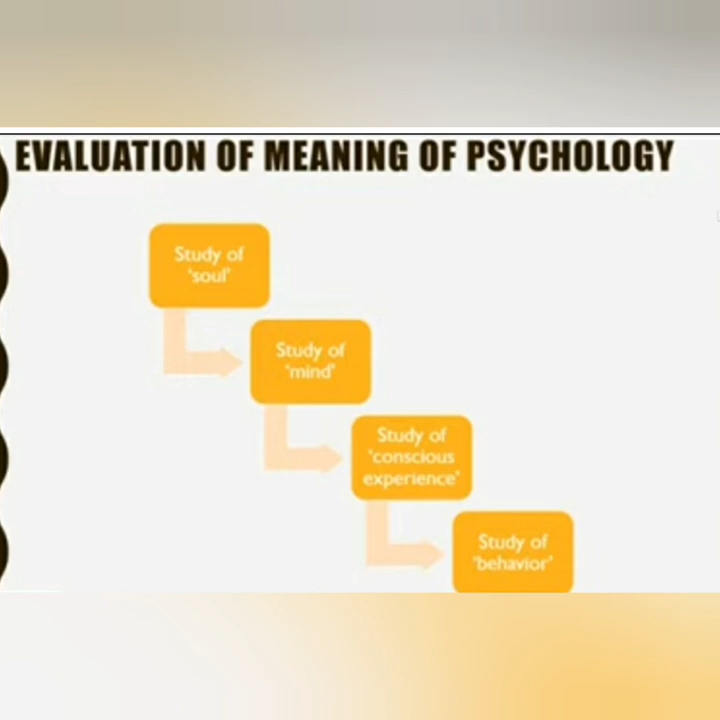 EVALUATION OF MEANING OF PSYCHOLOGY
Study of
'soul'
Study of
'mind'
Study of
'conscious
experience'
Study of
'behavior'